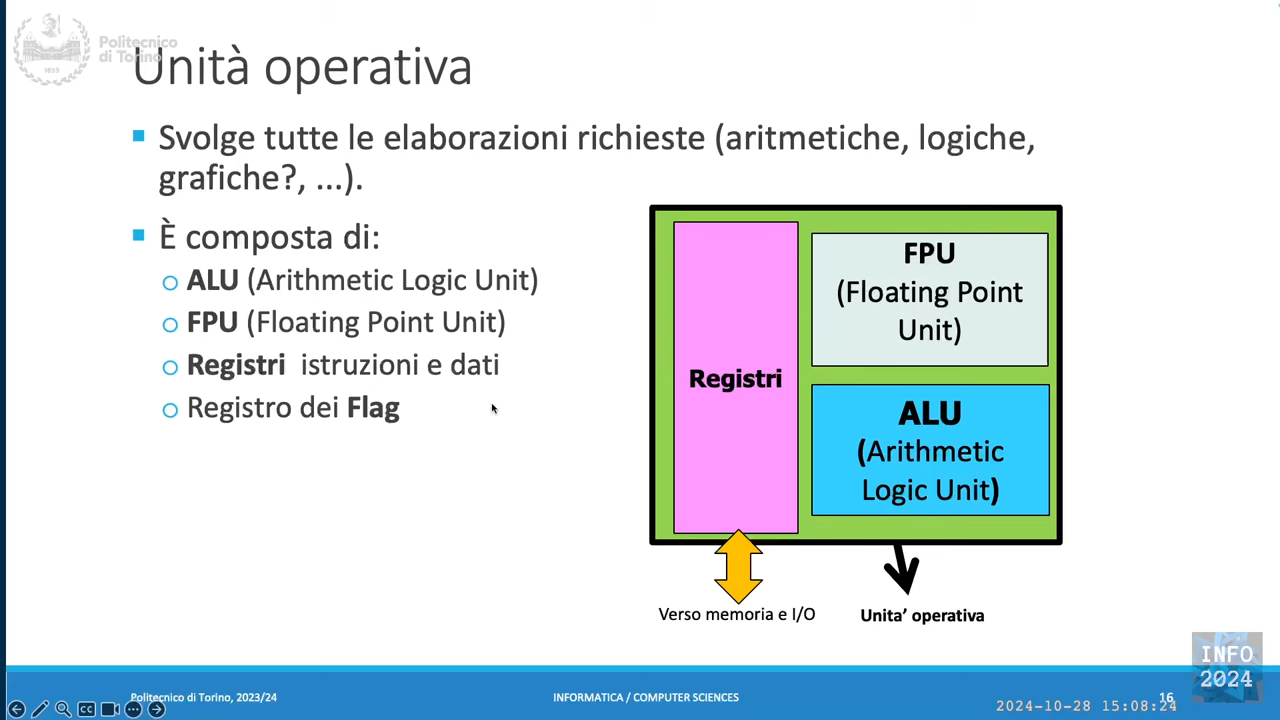 Politecnico
di Torino
1859
Unità operativa
Svolge tutte le elaborazioni richieste (aritmetiche, logiche,
grafiche?, ...).
È composta di:
ALU (Arithmetic Logic Unit)
FPU (Floating Point Unit)
Registri istruzioni e dati
Registro dei Flag
Registri
FPU
(Floating Point
Unit)
ALU
(Arithmetic
Logic Unit)
Verso memoria e I/O
Unita' operativa
Politecnico di Torino, 2023/24
INFORMATICA / COMPUTER SCIENCES
16
INFO
2024
2024-10-28 15:08:24
CC